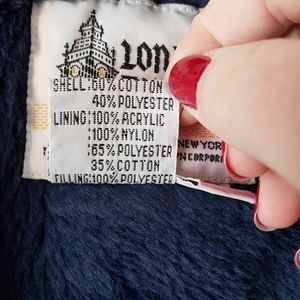 LON
SHELL:60% COTTON
40% POLYESTER
LINING:100% ACRYLIC
:100% NYLON
:65% POLYESTER
35% COTTON
FILLING:100% POLYESTER
NEW YORK
N CORPOR